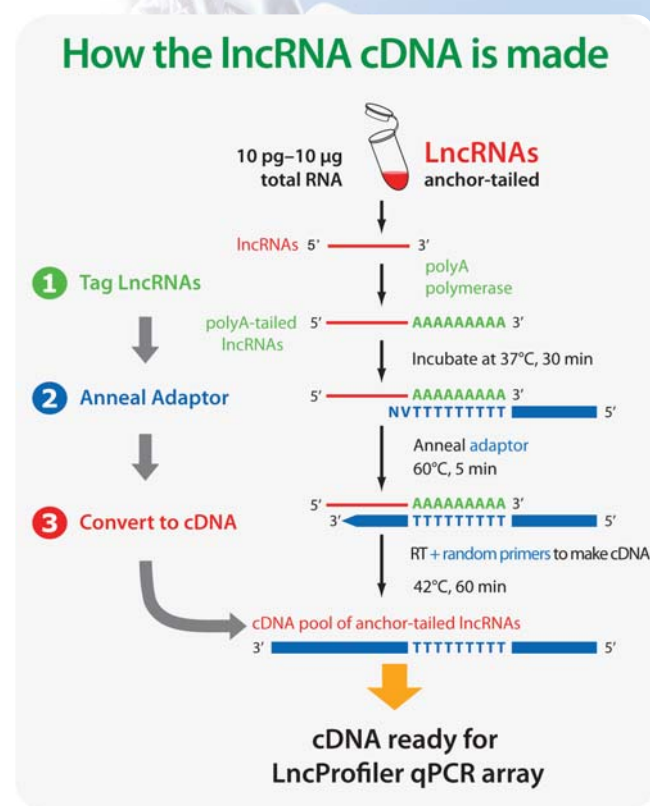 How the lncRNA cDNA is made
10 pg–10 µg
total RNA
LncRNAs
anchor-tailed
lncRNAs 5' 3'
1 Tag LncRNAs
polyA
polymerase
polyA-tailed
lncRNAs
5' AAAAAAAAA 3'
Incubate at 37°C, 30 min
2 Anneal Adaptor
5' AAAAAAAAA 3'
NVTTTTTTTTT 5'
Anneal adaptor
60°C, 5 min
3 Convert to cDNA
5' AAAAAAAAA 3'
3' TTTTTTTTT 5'
RT + random primers to make cDNA
42°C, 60 min
cDNA pool of anchor-tailed lncRNAs
3' TTTTTTTTT 5'
cDNA ready for
LncProfiler qPCR array